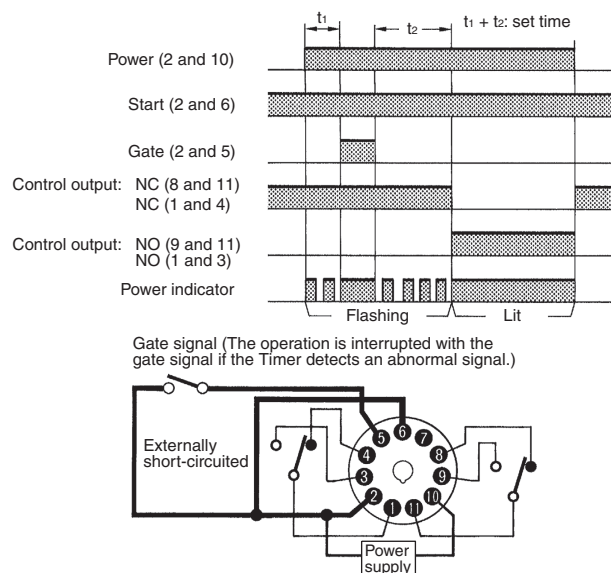 t1 t2 t1 + t2: set time
Power (2 and 10)
Start (2 and 6)
Gate (2 and 5)
Control output: NC (8 and 11)
NC (1 and 4)
Control output: NO (9 and 11)
NO (1 and 3)
Power indicator
Flashing Lit
Gate signal (The operation is interrupted with the
gate signal if the Timer detects an abnormal signal.)
Externally
short-circuited
5 6 7
4 8
3 9
2 10
1 11
Power
supply